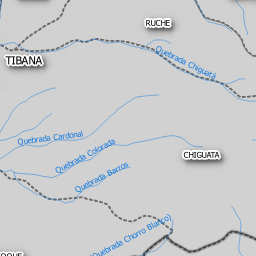 RUCHE
Quebrada Chiguatá
TIBANA
Quebrada Cardonal
Quebrada Colorada
CHIGUATA
Quebrada Barros
Quebrada Chorro Blanco)